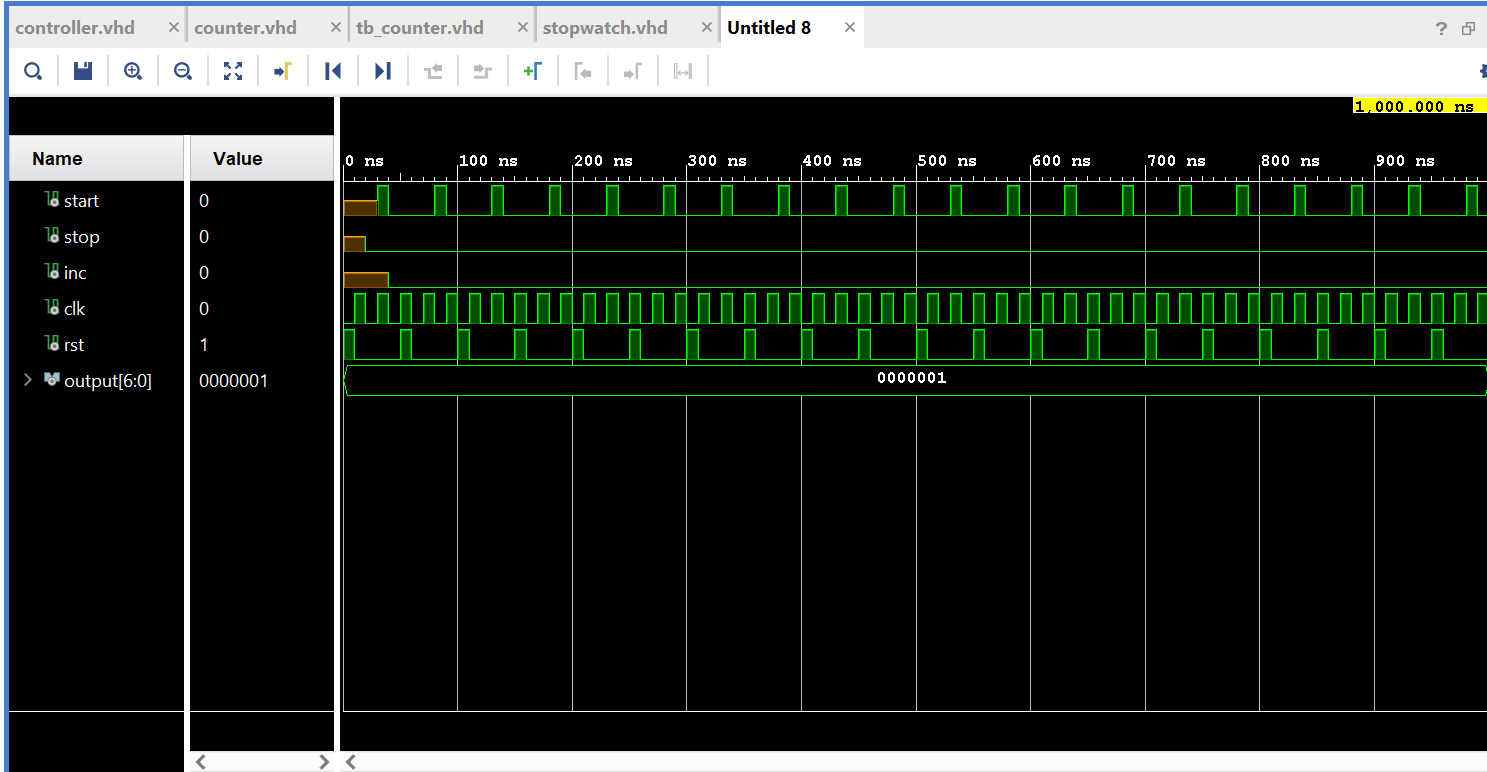 controller.vhd × counter.vhd × tb_counter.vhd × stopwatch.vhd × Untitled 8 × ?
1,000.000 ns
Name Value
0 ns 100 ns 200 ns 300 ns 400 ns 500 ns 600 ns 700 ns 800 ns 900 ns
start 0
stop 0
inc 0
clk 0
rst 1
output[6:0] 0000001 0000001